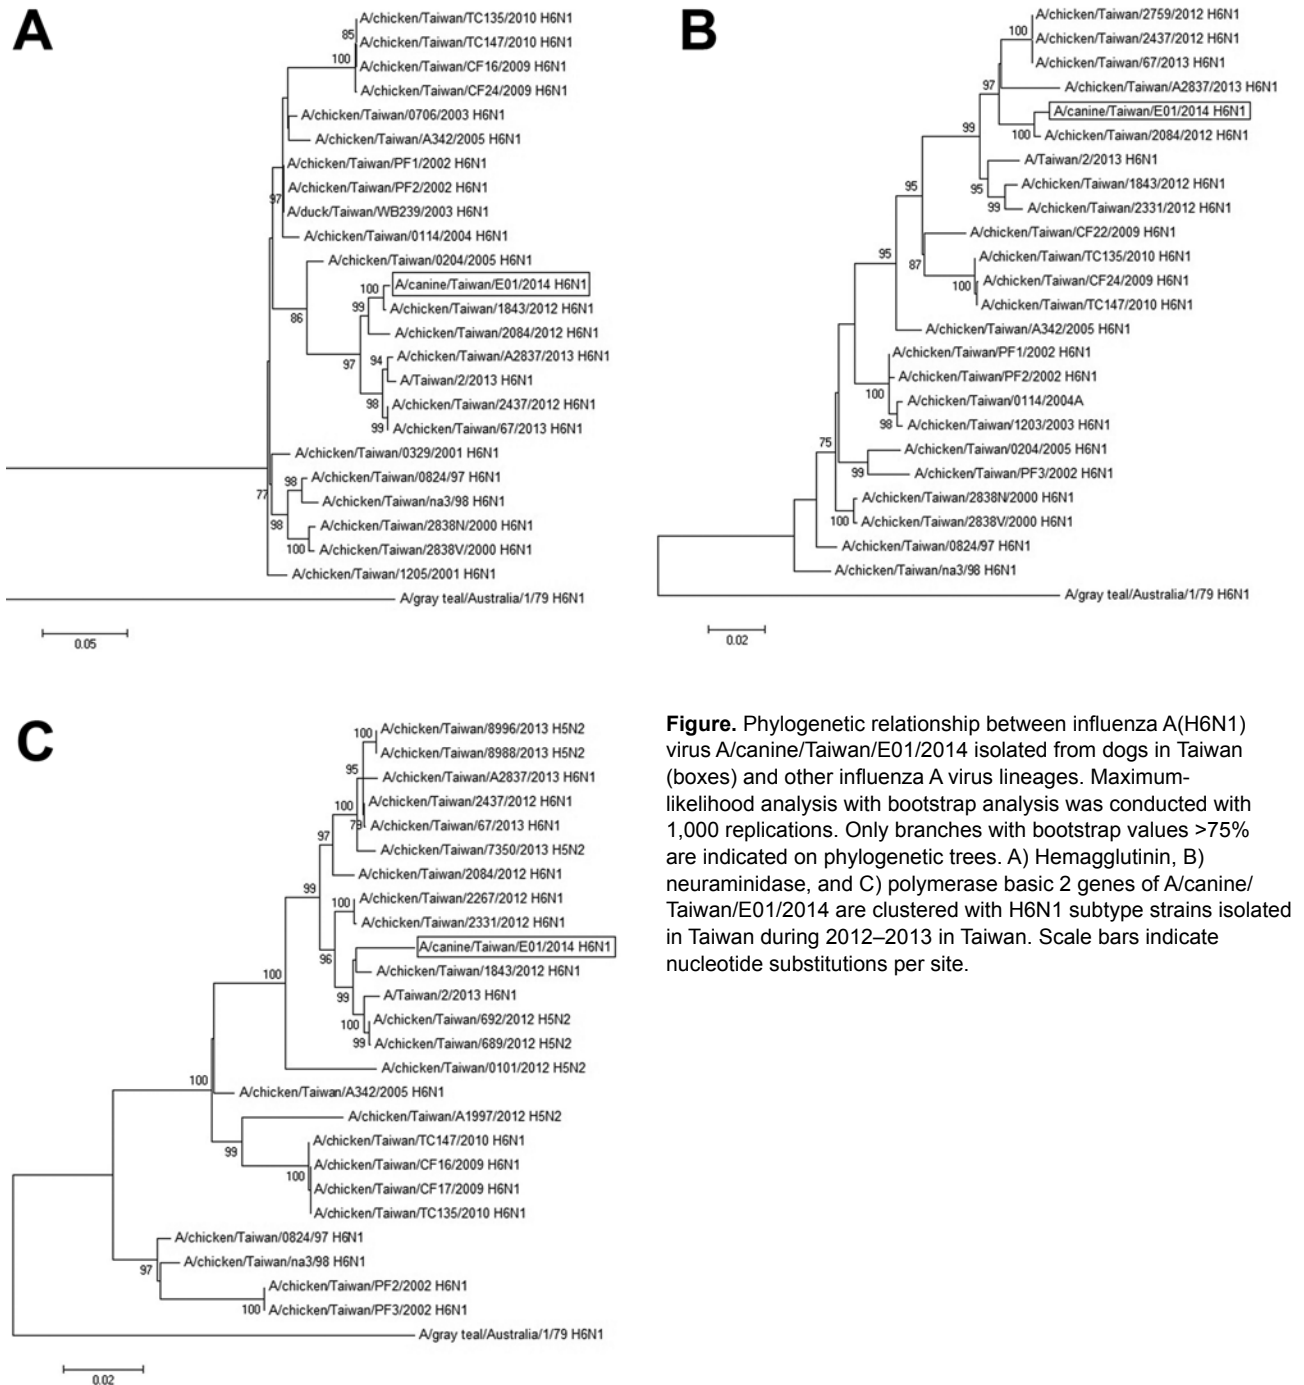 A
85
100
A/chicken/Taiwan/TC135/2010 H6N1
A/chicken/Taiwan/TC147/2010 H6N1
A/chicken/Taiwan/CF16/2009 H6N1
A/chicken/Taiwan/CF24/2009 H6N1
A/chicken/Taiwan/0706/2003 H6N1
A/chicken/Taiwan/A342/2005 H6N1
A/chicken/Taiwan/PF1/2002 H6N1
A/chicken/Taiwan/PF2/2002 H6N1
97
A/duck/Taiwan/WB239/2003 H6N1
A/chicken/Taiwan/0114/2004 H6N1
A/chicken/Taiwan/0204/2005 H6N1
100
A/canine/Taiwan/E01/2014 H6N1
99
A/chicken/Taiwan/1843/2012 H6N1
86
A/chicken/Taiwan/2084/2012 H6N1
97
94
A/chicken/Taiwan/A2837/2013 H6N1
A/Taiwan/2/2013 H6N1
98
A/chicken/Taiwan/2437/2012 H6N1
99
A/chicken/Taiwan/67/2013 H6N1
A/chicken/Taiwan/0329/2001 H6N1
77
98
A/chicken/Taiwan/0824/97 H6N1
A/chicken/Taiwan/na3/98 H6N1
98
A/chicken/Taiwan/2838N/2000 H6N1
100
A/chicken/Taiwan/2838V/2000 H6N1
A/chicken/Taiwan/1205/2001 H6N1
A/gray teal/Australia/1/79 H6N1
0.05
B
A/chicken/Taiwan/2759/2012 H6N1
100
A/chicken/Taiwan/2437/2012 H6N1
A/chicken/Taiwan/67/2013 H6N1
97
A/chicken/Taiwan/A2837/2013 H6N1
A/canine/Taiwan/E01/2014 H6N1
99
100
A/chicken/Taiwan/2084/2012 H6N1
A/Taiwan/2/2013 H6N1
95
95
A/chicken/Taiwan/1843/2012 H6N1
99
A/chicken/Taiwan/2331/2012 H6N1
A/chicken/Taiwan/CF22/2009 H6N1
95
87
A/chicken/Taiwan/TC135/2010 H6N1
100
A/chicken/Taiwan/CF24/2009 H6N1
A/chicken/Taiwan/TC147/2010 H6N1
A/chicken/Taiwan/A342/2005 H6N1
A/chicken/Taiwan/PF1/2002 H6N1
A/chicken/Taiwan/PF2/2002 H6N1
100
A/chicken/Taiwan/0114/2004A
98
A/chicken/Taiwan/1203/2003 H6N1
75
A/chicken/Taiwan/0204/2005 H6N1
99
A/chicken/Taiwan/PF3/2002 H6N1
A/chicken/Taiwan/2838N/2000 H6N1
100
A/chicken/Taiwan/2838V/2000 H6N1
A/chicken/Taiwan/0824/97 H6N1
A/chicken/Taiwan/na3/98 H6N1
A/gray teal/Australia/1/79 H6N1
0.02
C
100
A/chicken/Taiwan/8996/2013 H5N2
A/chicken/Taiwan/8988/2013 H5N2
95
A/chicken/Taiwan/A2837/2013 H6N1
100
A/chicken/Taiwan/2437/2012 H6N1
79
A/chicken/Taiwan/67/2013 H6N1
97
A/chicken/Taiwan/7350/2013 H5N2
A/chicken/Taiwan/2084/2012 H6N1
99
100
A/chicken/Taiwan/2267/2012 H6N1
A/chicken/Taiwan/2331/2012 H6N1
96
A/canine/Taiwan/E01/2014 H6N1
100
A/chicken/Taiwan/1843/2012 H6N1
99
A/Taiwan/2/2013 H6N1
100
A/chicken/Taiwan/692/2012 H5N2
99
A/chicken/Taiwan/689/2012 H5N2
A/chicken/Taiwan/0101/2012 H5N2
100
A/chicken/Taiwan/A342/2005 H6N1
A/chicken/Taiwan/A1997/2012 H5N2
99
A/chicken/Taiwan/TC147/2010 H6N1
100
A/chicken/Taiwan/CF16/2009 H6N1
A/chicken/Taiwan/CF17/2009 H6N1
A/chicken/Taiwan/TC135/2010 H6N1
A/chicken/Taiwan/0824/97 H6N1
97
A/chicken/Taiwan/na3/98 H6N1
A/chicken/Taiwan/PF2/2002 H6N1
100
A/chicken/Taiwan/PF3/2002 H6N1
A/gray teal/Australia/1/79 H6N1
0.02
Figure. Phylogenetic relationship between influenza A(H6N1)
virus A/canine/Taiwan/E01/2014 isolated from dogs in Taiwan
(boxes) and other influenza A virus lineages. Maximum-
likelihood analysis with bootstrap analysis was conducted with
1,000 replications. Only branches with bootstrap values >75%
are indicated on phylogenetic trees. A) Hemagglutinin, B)
neuraminidase, and C) polymerase basic 2 genes of A/canine/
Taiwan/E01/2014 are clustered with H6N1 subtype strains isolated
in Taiwan during 2012–2013 in Taiwan. Scale bars indicate
nucleotide substitutions per site.